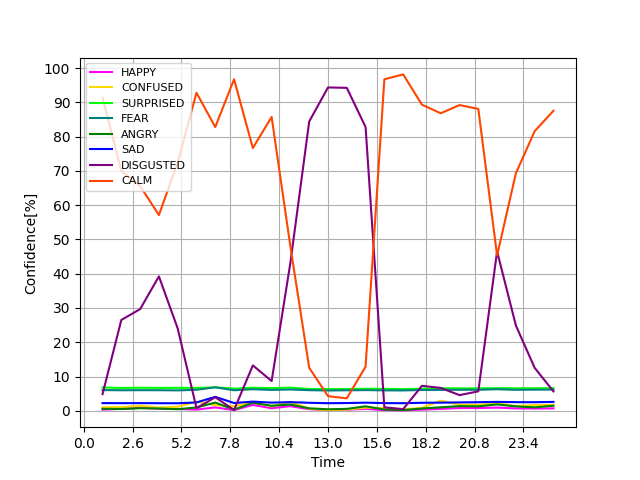 100
90
80
70
60
50
40
30
20
10
0
Confidence[%]
HAPPY
CONFUSED
SURPRISED
FEAR
ANGRY
SAD
DISGUSTED
CALM
0.0 2.6 5.2 7.8 10.4 13.0 15.6 18.2 20.8 23.4
Time